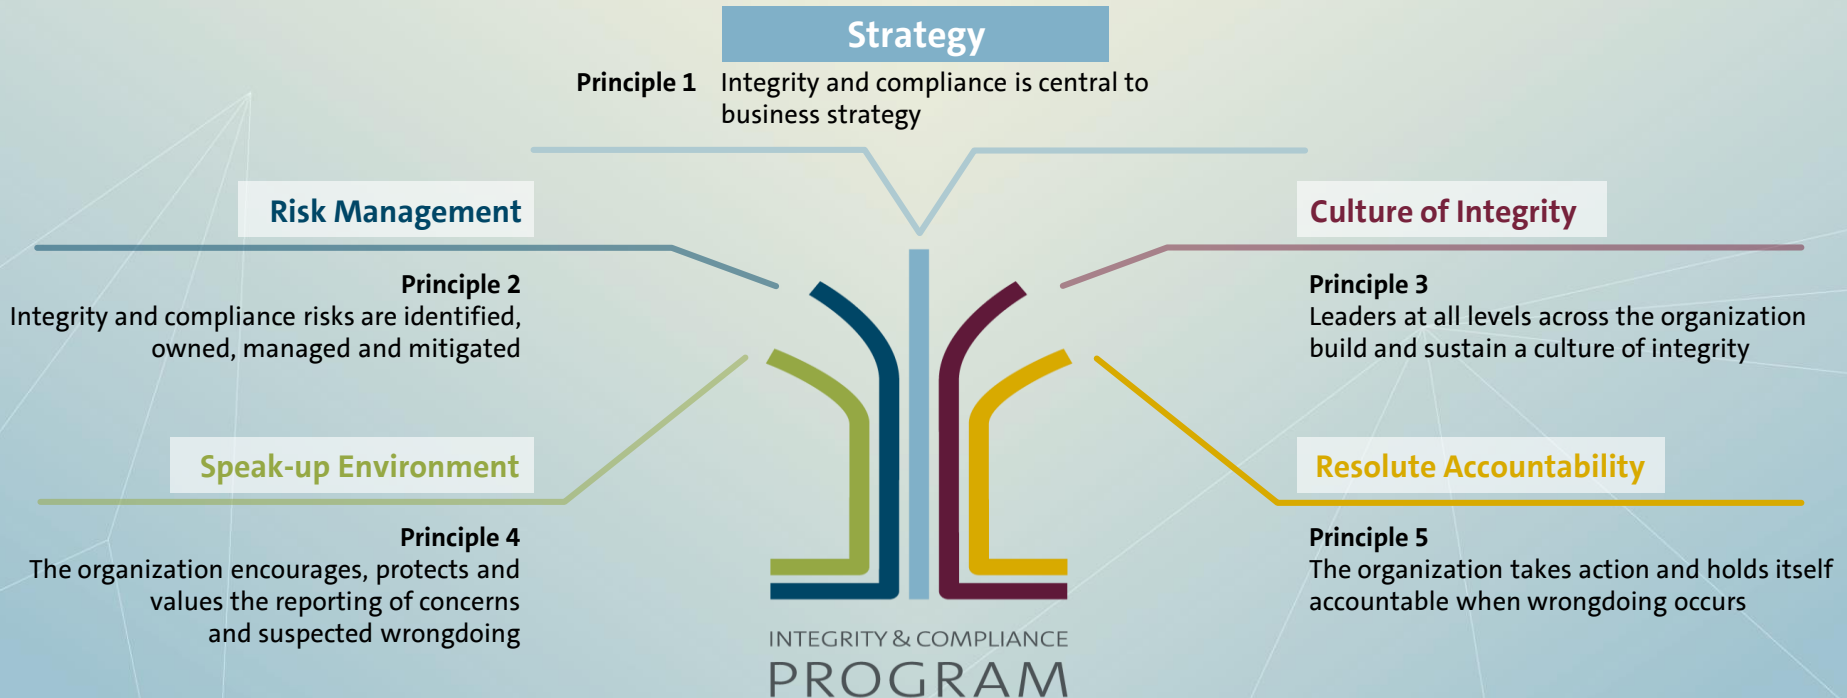 Strategy
Principle 1 Integrity and compliance is central to
business strategy
Risk Management
Principle 2
Integrity and compliance risks are identified,
owned, managed and mitigated
Culture of Integrity
Principle 3
Leaders at all levels across the organization
build and sustain a culture of integrity
Speak-up Environment
Principle 4
The organization encourages, protects and
values the reporting of concerns
and suspected wrongdoing
Resolute Accountability
Principle 5
The organization takes action and holds itself
accountable when wrongdoing occurs
INTEGRITY & COMPLIANCE
PROGRAM